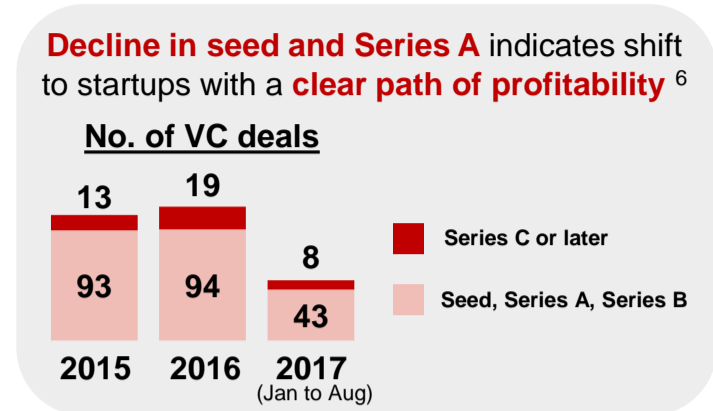 Decline in seed and Series A indicates shift
to startups with a clear path of profitability 6
No. of VC deals
13
19
8
93
94
43
2015
2016
2017
(Jan to Aug)
Series C or later
Seed, Series A, Series B